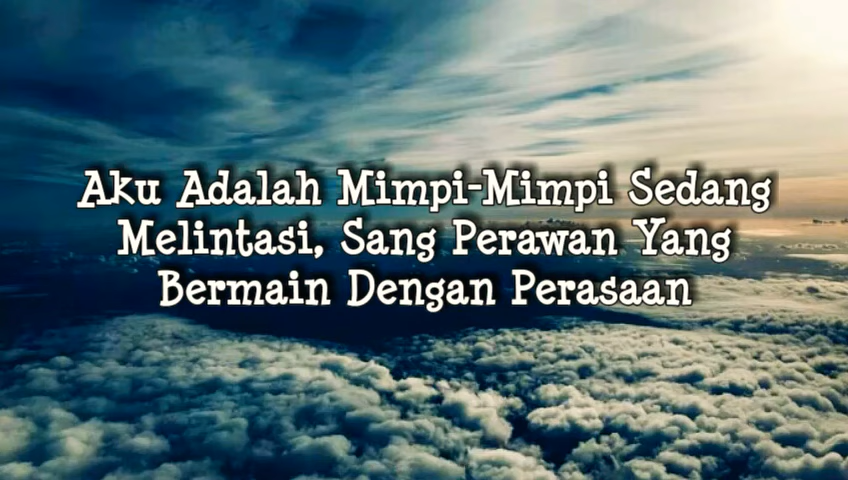 Aku Adalah Mimpi-Mimpi Sedang
Melintasi, Sang Perawan Yang
Bermain Dengan Perasaan